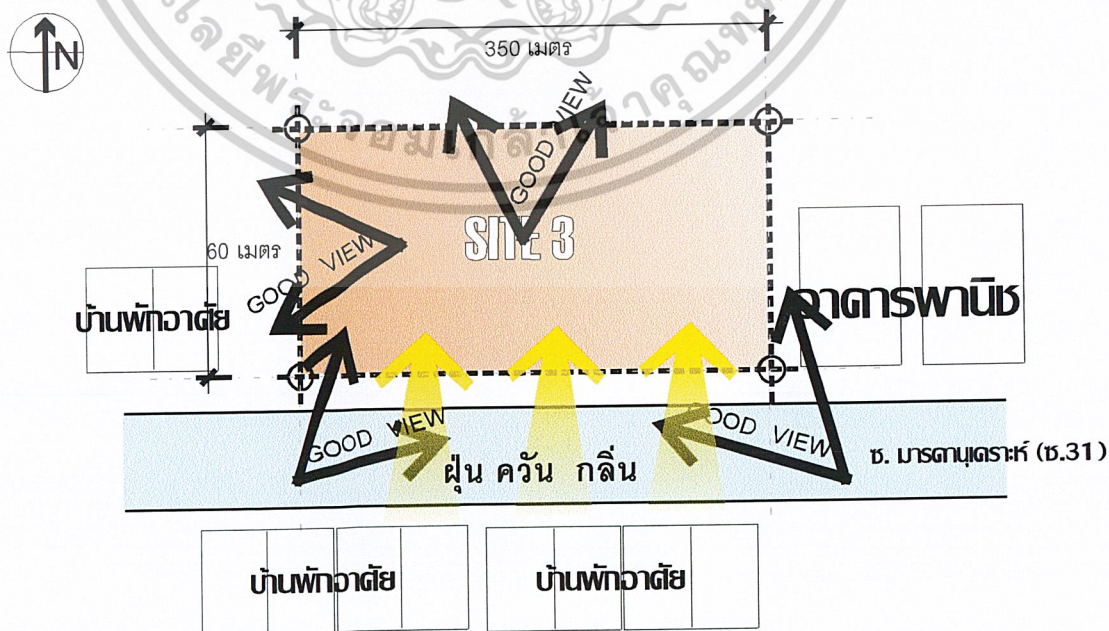 N
350 เมตร
GOOD VIEW
SITE 3
60 เมตร
GOOD VIEW
บ้านพักอาศัย
อาคารพานิช
GOOD VIEW
GOOD VIEW
ฝุ่น ควัน กลิ่น
ซ. มารดานุเคราะห์ (ซ.31)
บ้านพักอาศัย
บ้านพักอาศัย